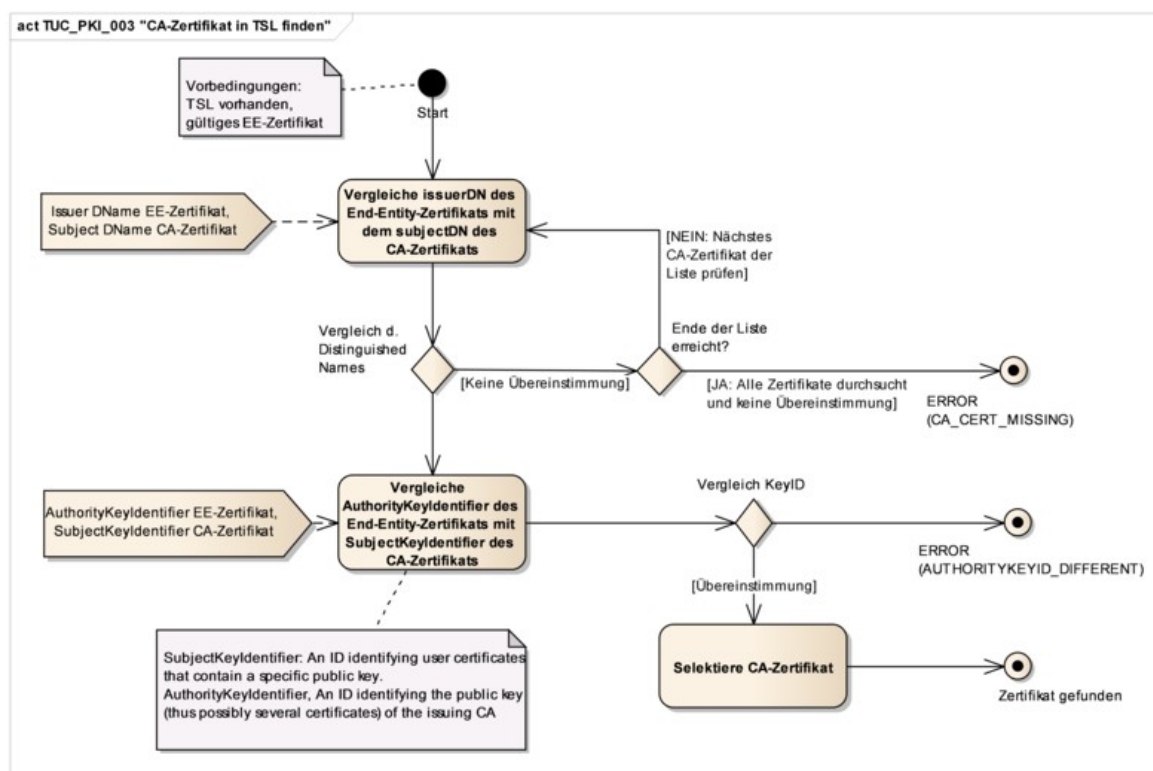 act TUC_PKI_003 "CA-Zertifikat in TSL finden"
Vorbedingungen:
TSL vorhanden,
gültiges EE-Zertifikat
Start
Issuer DName EE-Zertifikat,
Subject DName CA-Zertifikat
Vergleiche issuerDN des
End-Entity-Zertifikats mit
dem subjectDN des
CA-Zertifikats
[NEIN: Nächstes
CA-Zertifikat der
Liste prüfen]
Vergleich d.
Distinguished
Names
[Keine Übereinstimmung]
Ende der Liste
erreicht?
[JA: Alle Zertifikate durchsucht
und keine Übereinstimmung]
ERROR
(CA_CERT_MISSING)
AuthorityKeyIdentifier EE-Zertifikat,
SubjectKeyIdentifier CA-Zertifikat
Vergleiche
AuthorityKeyIdentifier des
End-Entity-Zertifikats mit
SubjectKeyIdentifier des
CA-Zertifikats
Vergleich KeyID
ERROR
(AUTHORITYKEYID_DIFFERENT)
[Übereinstimmung]
Selektiere CA-Zertifikat
Zertifikat gefunden
SubjectKeyIdentifier: An ID identifying user certificates
that contain a specific public key.
AuthorityKeyIdentifier, An ID identifying the public key
(thus possibly several certificates) of the issuing CA